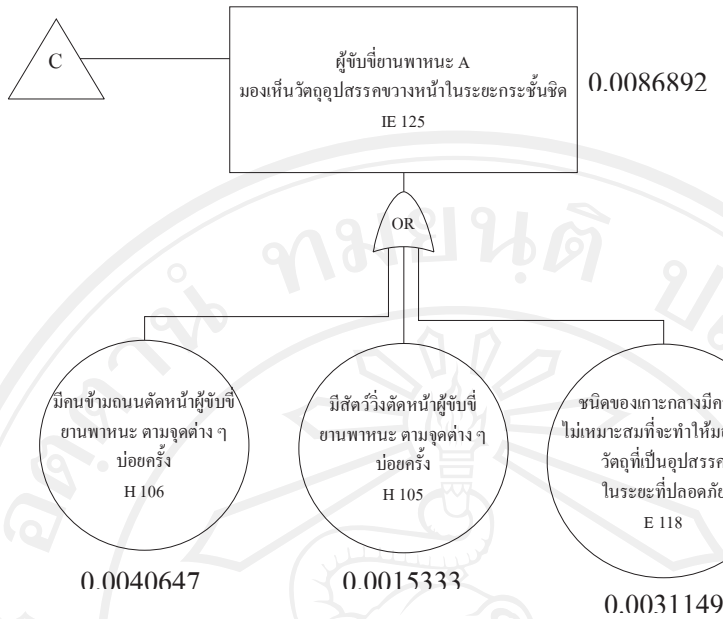 C
ผู้ขับขี่ยานพาหนะ A
มองเห็นวัตถุอุปสรรคขวางหน้าในระยะกระชั้นชิด
IE 125
0.0086892
OR
มีคนข้ามถนนตัดหน้าผู้ขับขี่
ยานพาหนะ ตามจุดต่าง ๆ
บ่อยครั้ง
H 106
0.0040647
มีสัตว์วิ่งตัดหน้าผู้ขับขี่
ยานพาหนะ ตามจุดต่าง ๆ
บ่อยครั้ง
H 105
0.0015333
ชนิดของเกาะกลางมี
ไม่เหมาะสมที่จะทำให้
วัตถุที่เป็นอุปสรรค
ในระยะที่ปลอดภัย
E 118
0.0031149